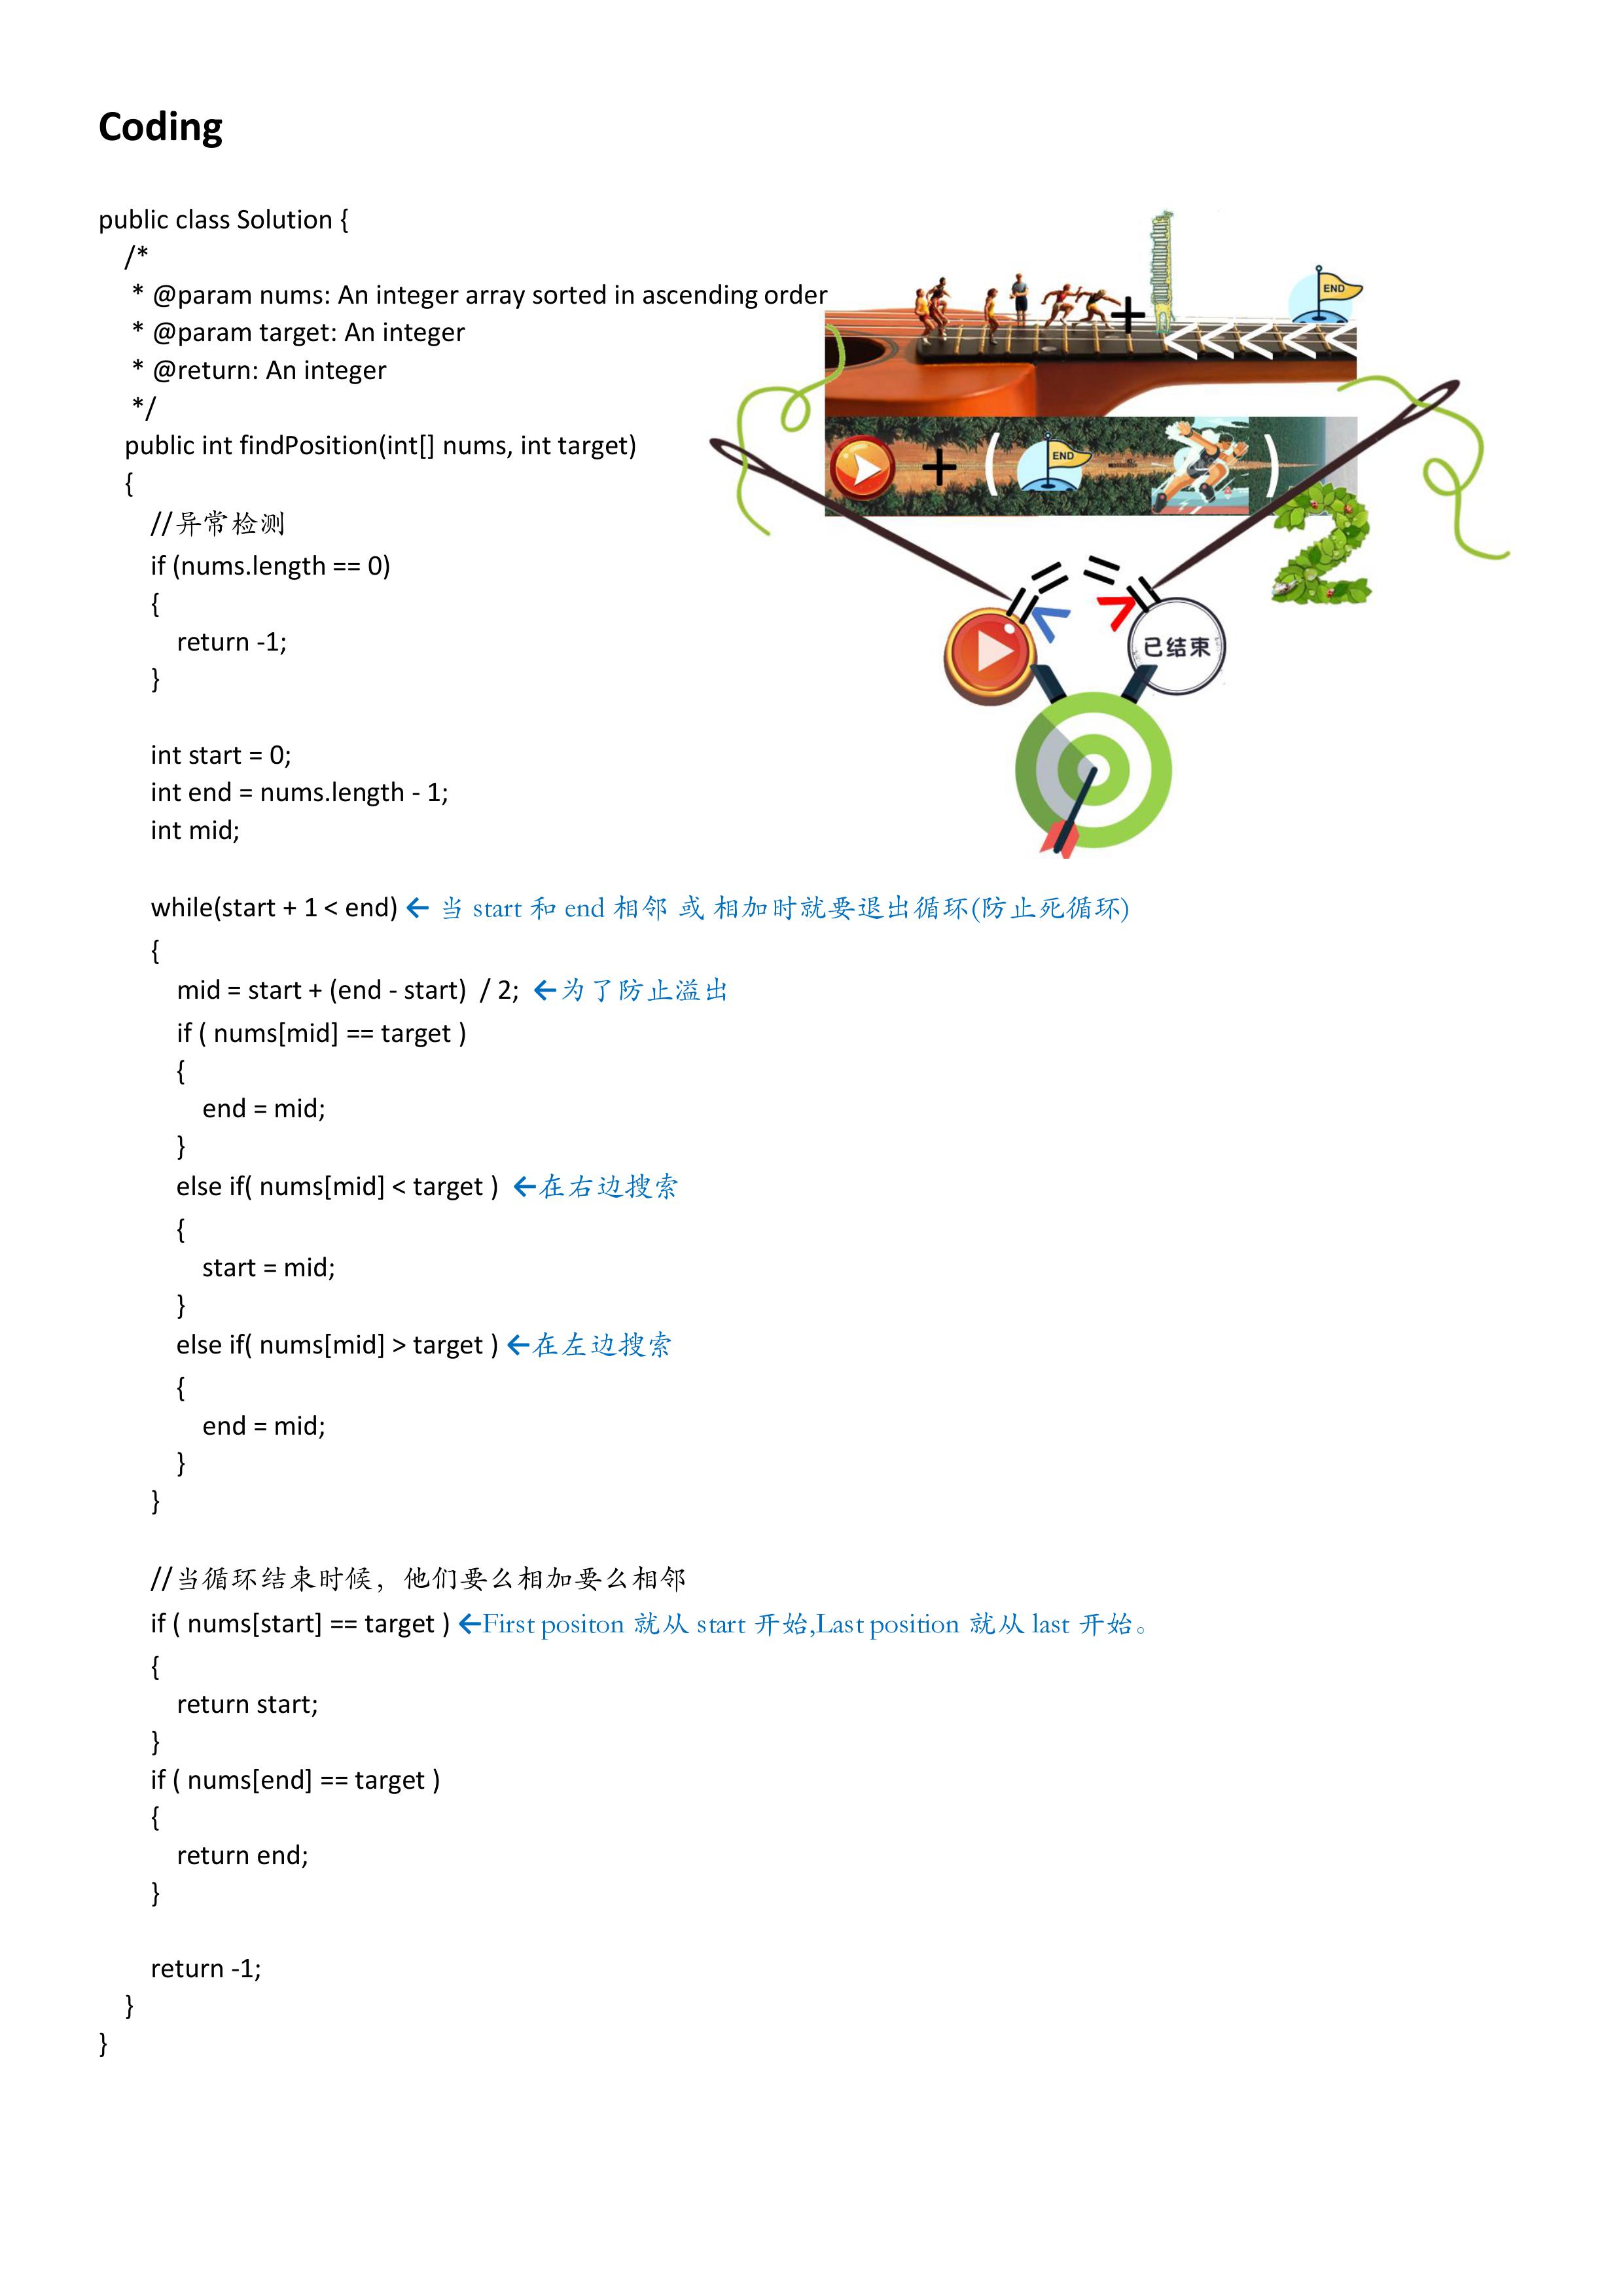 Coding
public class Solution {
/*
* @param nums: An integer array sorted in ascending order
* @param target: An integer
* @return: An integer
*/
public int findPosition(int[] nums, int target)
{
//异常检测
if (nums.length == 0)
{
return -1;
}
int start = 0;
int end = nums.length - 1;
int mid;
while(start + 1 < end) ← 当 start 和 end 相邻 或 相加时就要退出循环(防止死循环)
{
mid = start + (end - start) / 2; ←为了防止溢出
if ( nums[mid] == target )
{
end = mid;
}
else if( nums[mid] < target ) ←在右边搜索
{
start = mid;
}
else if( nums[mid] > target ) ←在左边搜索
{
end = mid;
}
}
//当循环结束时候，他们要么相加要么相邻
if ( nums[start] == target ) ←First positon 就从 start 开始,Last position 就从 last 开始。
{
return start;
}
if ( nums[end] == target )
{
return end;
}
return -1;
}
}
+
END
<<<<<
+ ( END )
2
= = = =
< >
已结束